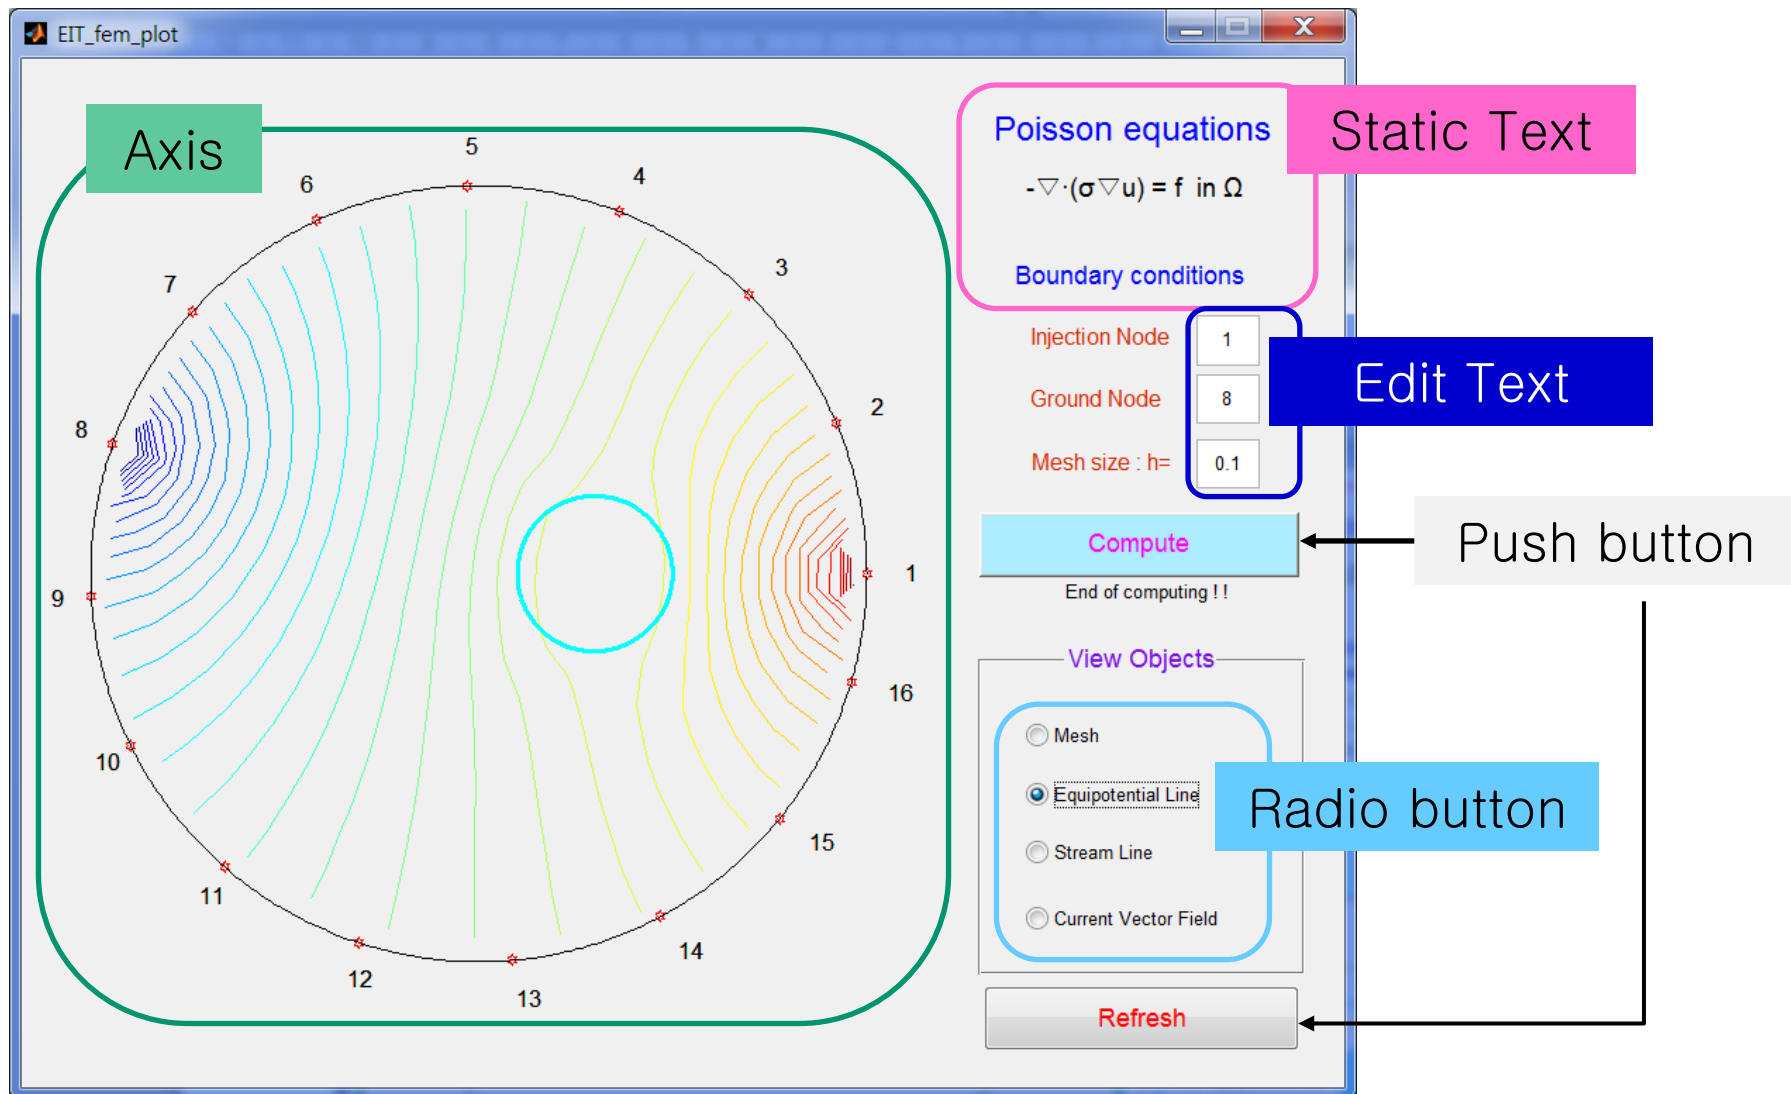 EIT_fem_plot
Axis
5
4
6
3
7
2
8
1
9
16
10
15
11
14
12
13
Poisson equations
-▽·(σ▽u) = f in Ω
Static Text
Boundary conditions
Injection Node 1
Edit Text
Ground Node 8
Mesh size : h= 0.1
Compute
Push button
End of computing ! !
View Objects
Mesh
Equipotential Line
Radio button
Stream Line
Current Vector Field
Refresh